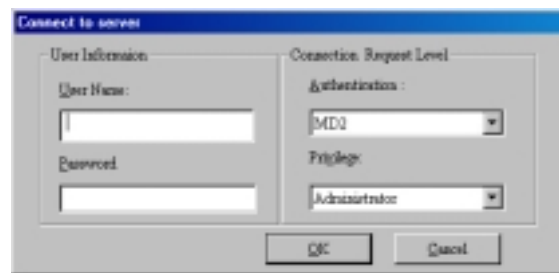 Connect to server
User Information
User Name:
Password
Connection Request Level
Authentication :
MD2
Privilege:
Administrator
OK
Cancel